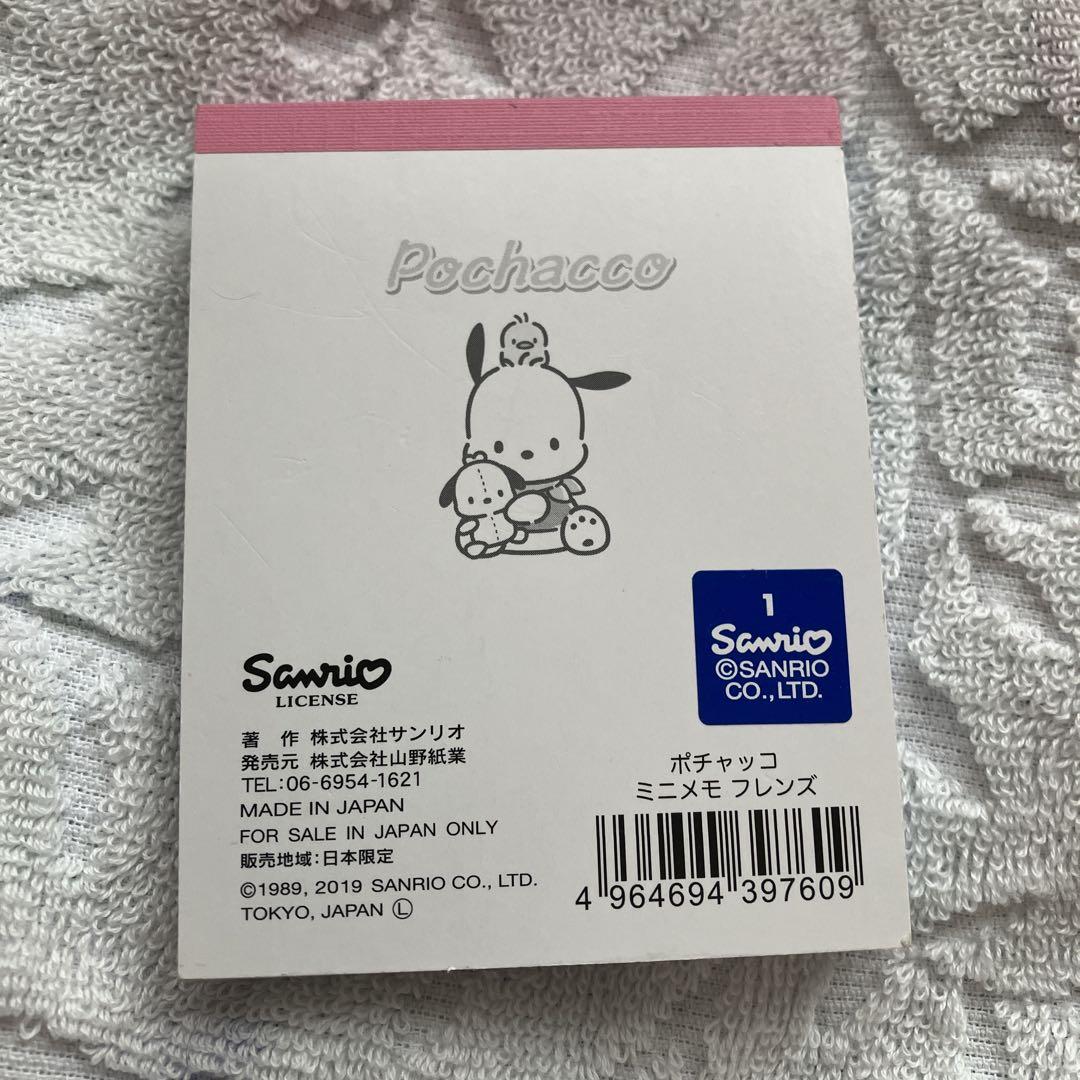 Pochacco
1
Sanrio
©SANRIO
CO.,LTD.
Sanrio
LICENSE
著　作 株式会社サンリオ
発売元 株式会社山野紙業
TEL:06-6954-1621
MADE IN JAPAN
FOR SALE IN JAPAN ONLY
販売地域:日本限定
©1989, 2019 SANRIO CO., LTD.
TOKYO, JAPAN Ⓛ
ポチャッコ
ミニメモ フレンズ
4 964694 397609